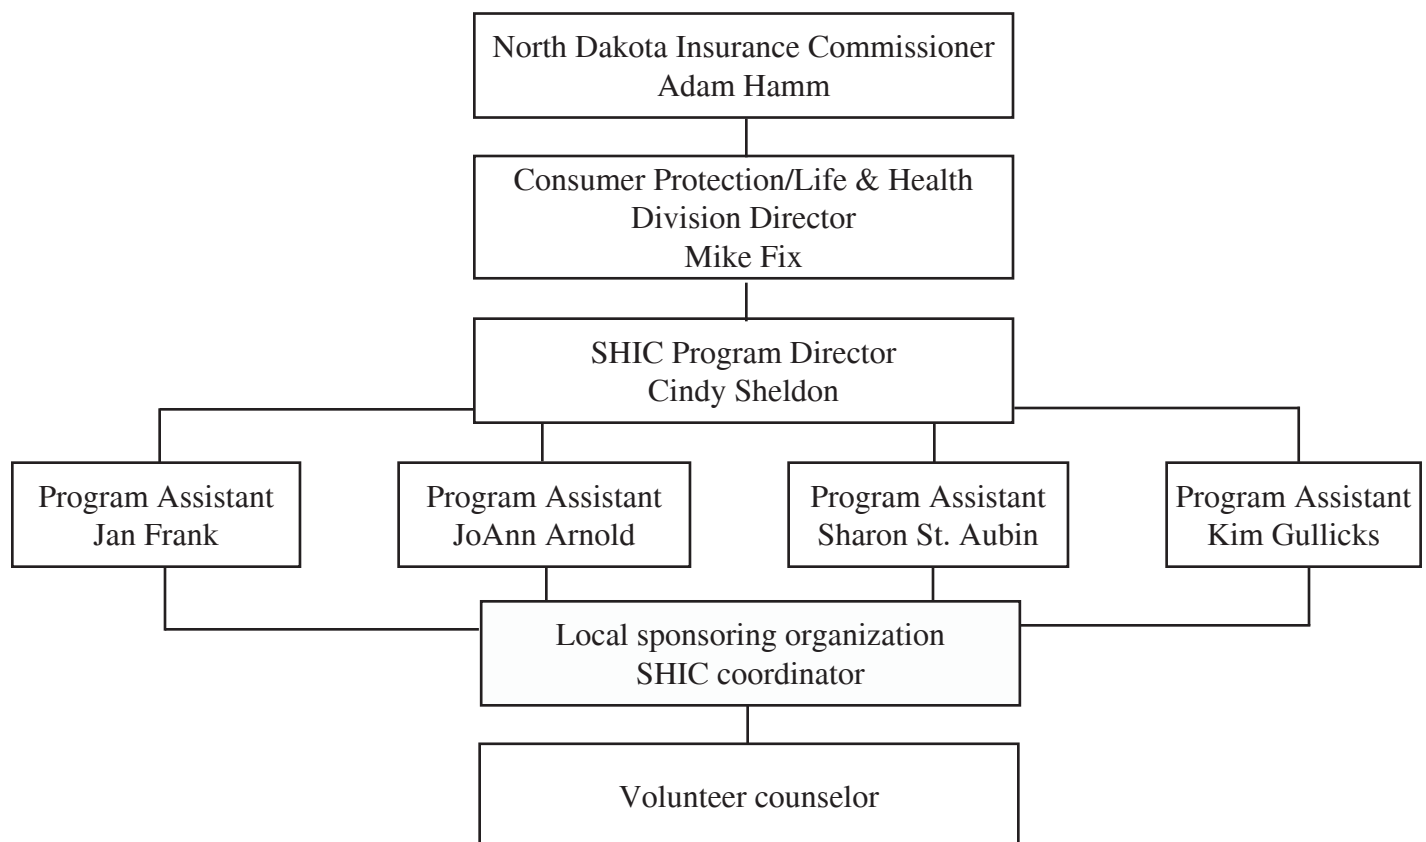 North Dakota Insurance Commissioner
Adam Hamm
Consumer Protection/Life & Health
Division Director
Mike Fix
SHIC Program Director
Cindy Sheldon
Program Assistant
Jan Frank
Program Assistant
JoAnn Arnold
Program Assistant
Sharon St. Aubin
Program Assistant
Kim Gullicks
Local sponsoring organization
SHIC coordinator
Volunteer counselor